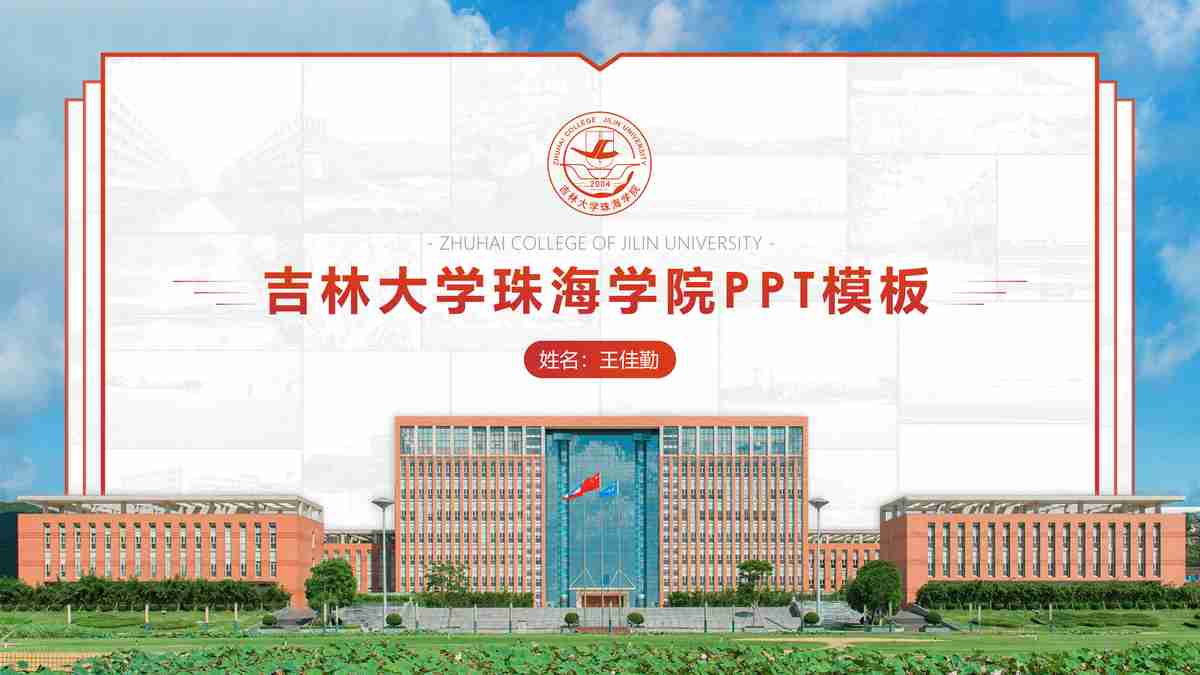 ZHUHAI COLLEGE JILIN UNIVERSITY
2004
吉林大学珠海学院
- ZHUHAI COLLEGE OF JILIN UNIVERSITY -
吉林大学珠海学院PPT模板
姓名：王佳勤